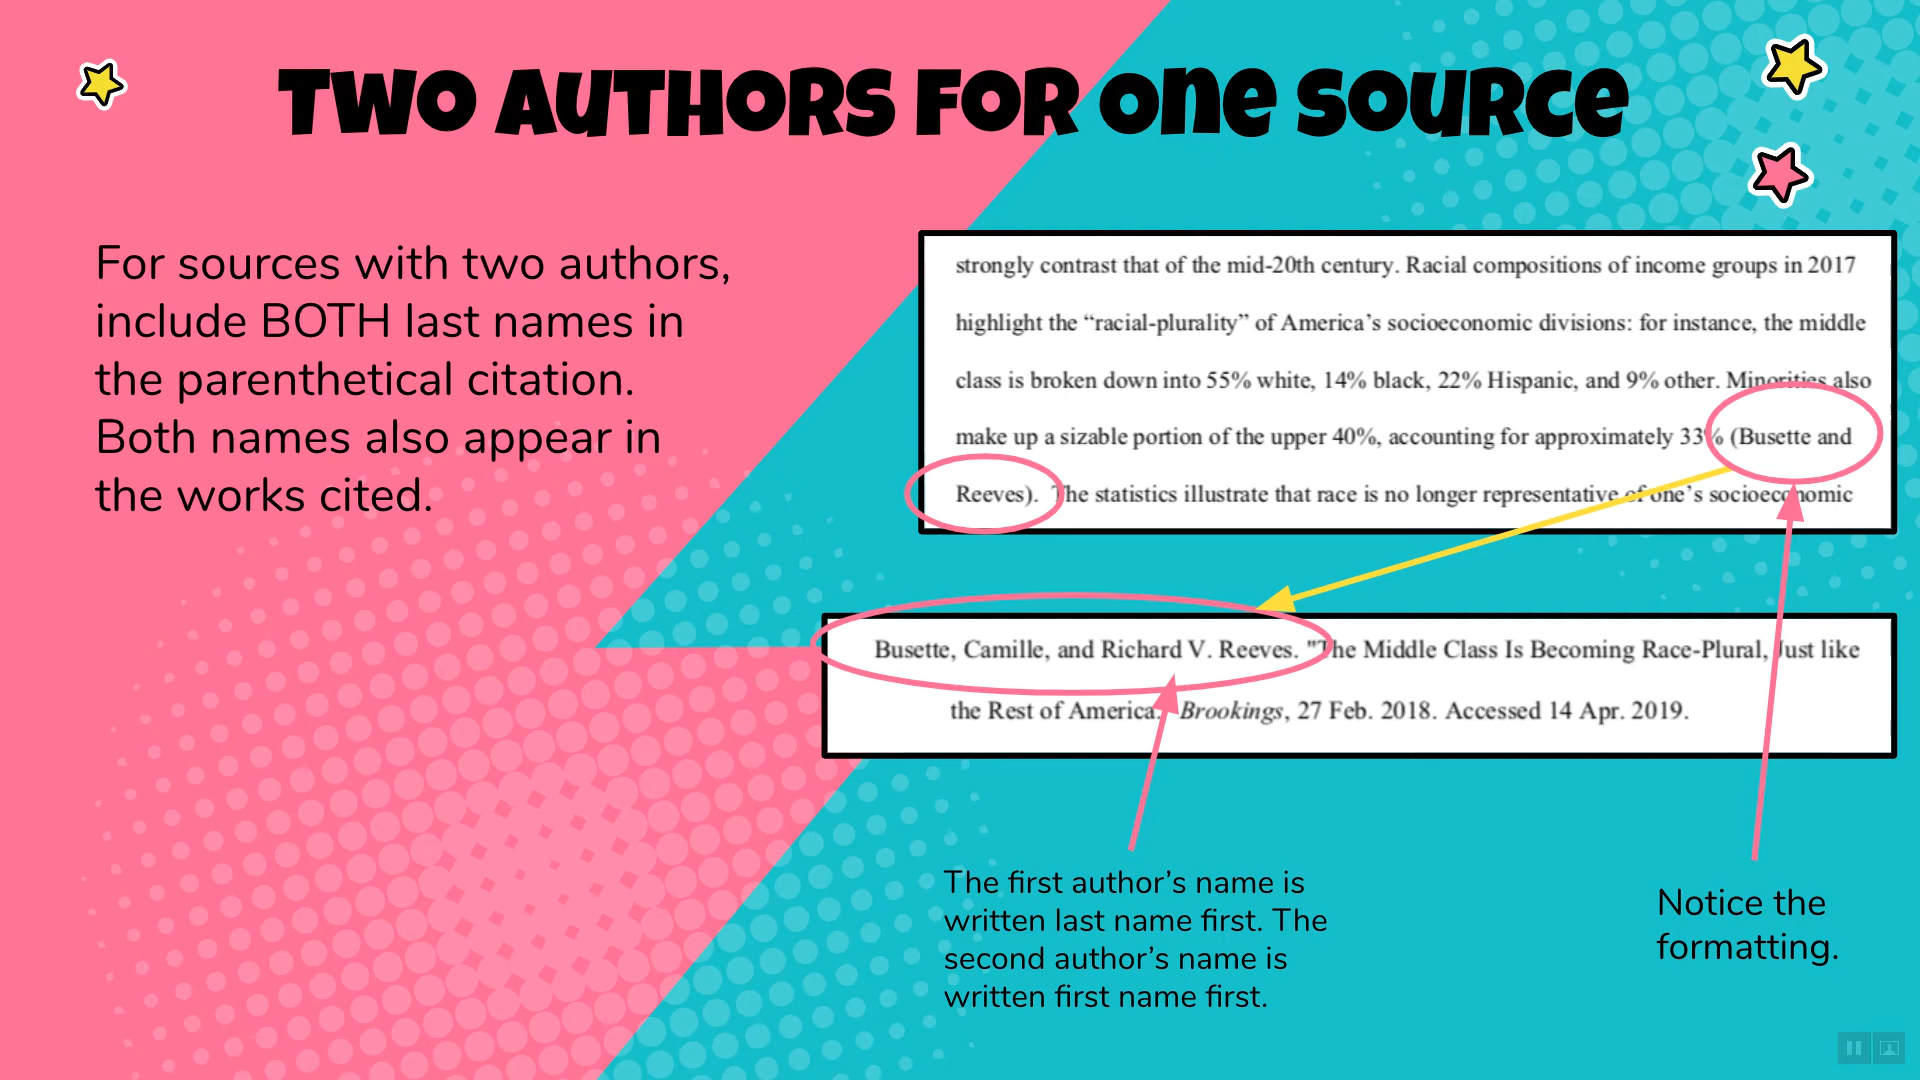 TWO AUTHORS FOR One SOURCE
For sources with two authors,
include BOTH last names in
the parenthetical citation.
Both names also appear in
the works cited.
strongly contrast that of the mid-20th century. Racial compositions of income groups in 2017
highlight the “racial-plurality” of America’s socioeconomic divisions: for instance, the middle
class is broken down into 55% white, 14% black, 22% Hispanic, and 9% other. Minorities also
make up a sizable portion of the upper 40%, accounting for approximately 33% (Busette and
Reeves). The statistics illustrate that race is no longer representative of one’s socioeconomic
Busette, Camille, and Richard V. Reeves. "The Middle Class Is Becoming Race-Plural, Just like
the Rest of America." Brookings, 27 Feb. 2018. Accessed 14 Apr. 2019.
The first author’s name is
written last name first. The
second author’s name is
written first name first.
Notice the
formatting.